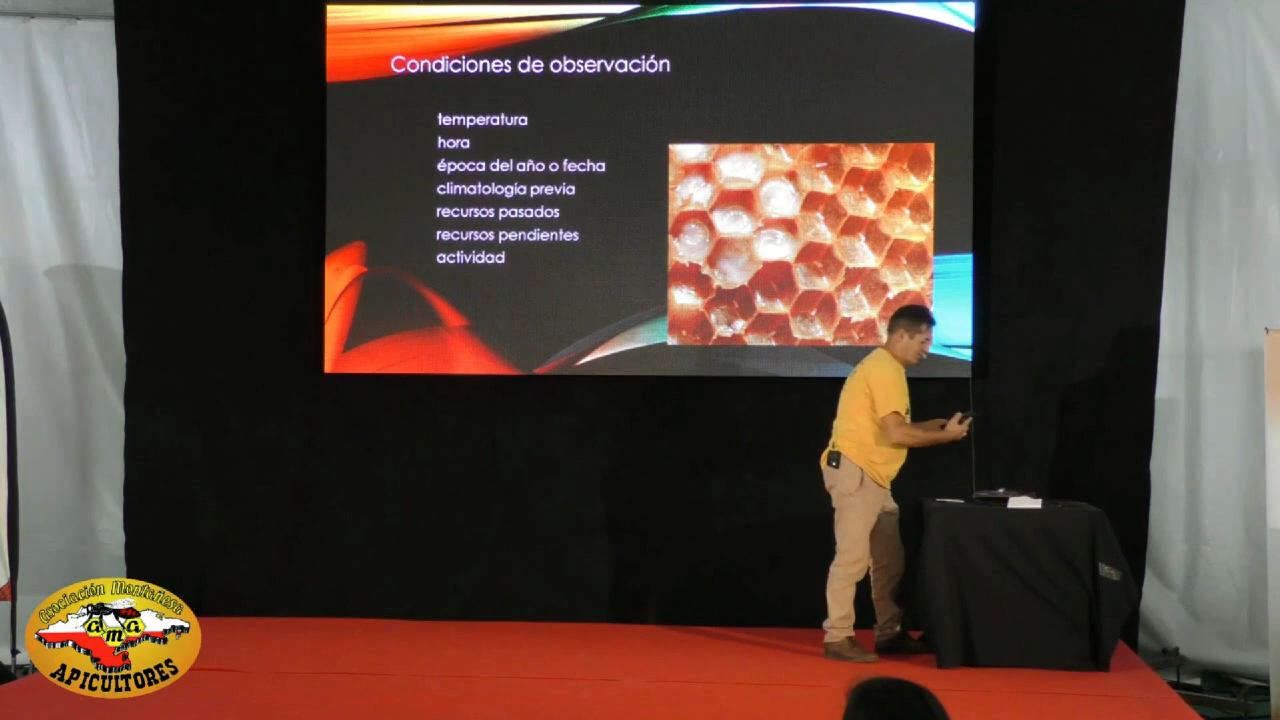 Condiciones de observación
temperatura
hora
época del año o fecha
climatología previa
recursos pasados
recursos pendientes
actividad
Asociación Montañesa
ama
APICULTORES